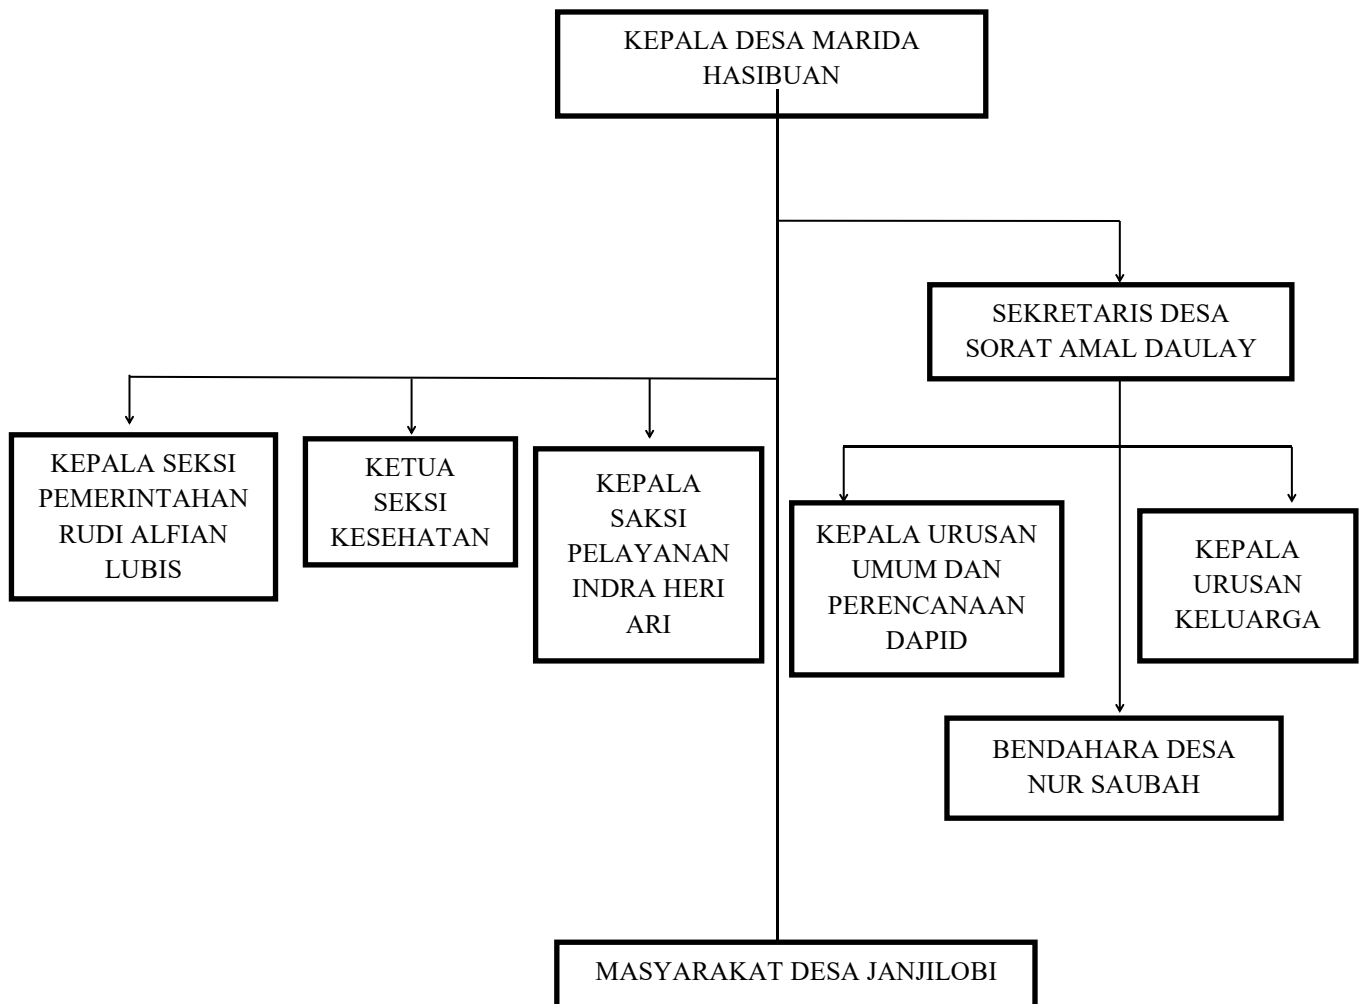 KEPALA DESA MARIDA
HASIBUAN
SEKRETARIS DESA
SORAT AMAL DAULAY
KEPALA SEKSI
PEMERINTAHAN
RUDI ALFIAN
LUBIS
KETUA
SEKSI
KESEHATAN
KEPALA
SAKSI
PELAYANAN
INDRA HERI
ARI
KEPALA URUSAN
UMUM DAN
PERENCANAAN
DAPID
KEPALA
URUSAN
KELUARGA
BENDAHARA DESA
NUR SAUBAH
MASYARAKAT DESA JANJILOBI